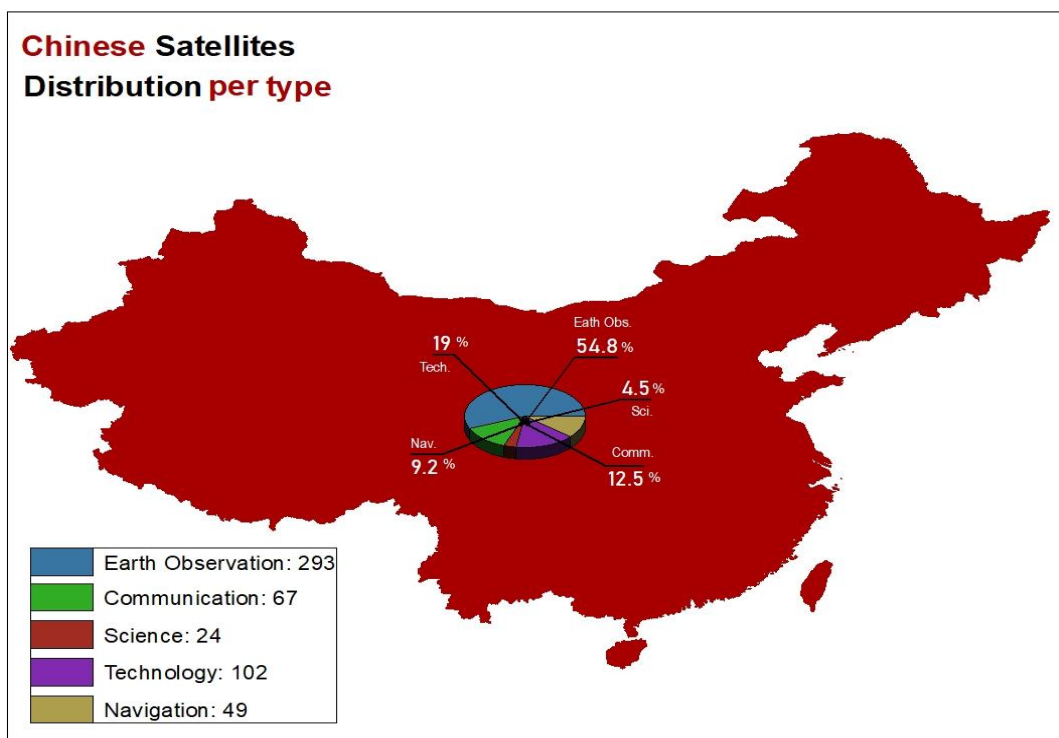 Chinese Satellites
Distribution per type
Eath Obs.
54.8 %
19 %
Tech.
4.5 %
Sci.
Nav.
9.2 %
Comm.
12.5 %
Earth Observation: 293
Communication: 67
Science: 24
Technology: 102
Navigation: 49